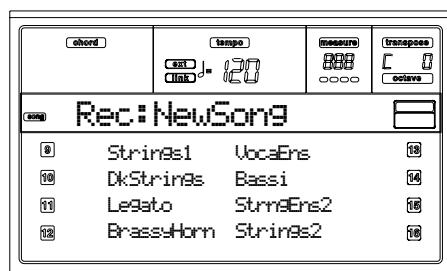 chord tempo measure transpose
ext link = 120 888 C 0
octave
song Rec:NewSong
9 Strings1 VocaEns 13
10 DkStrings Bassi 14
11 Legato StrngEns2 15
12 BrassyHorn Strings2 16